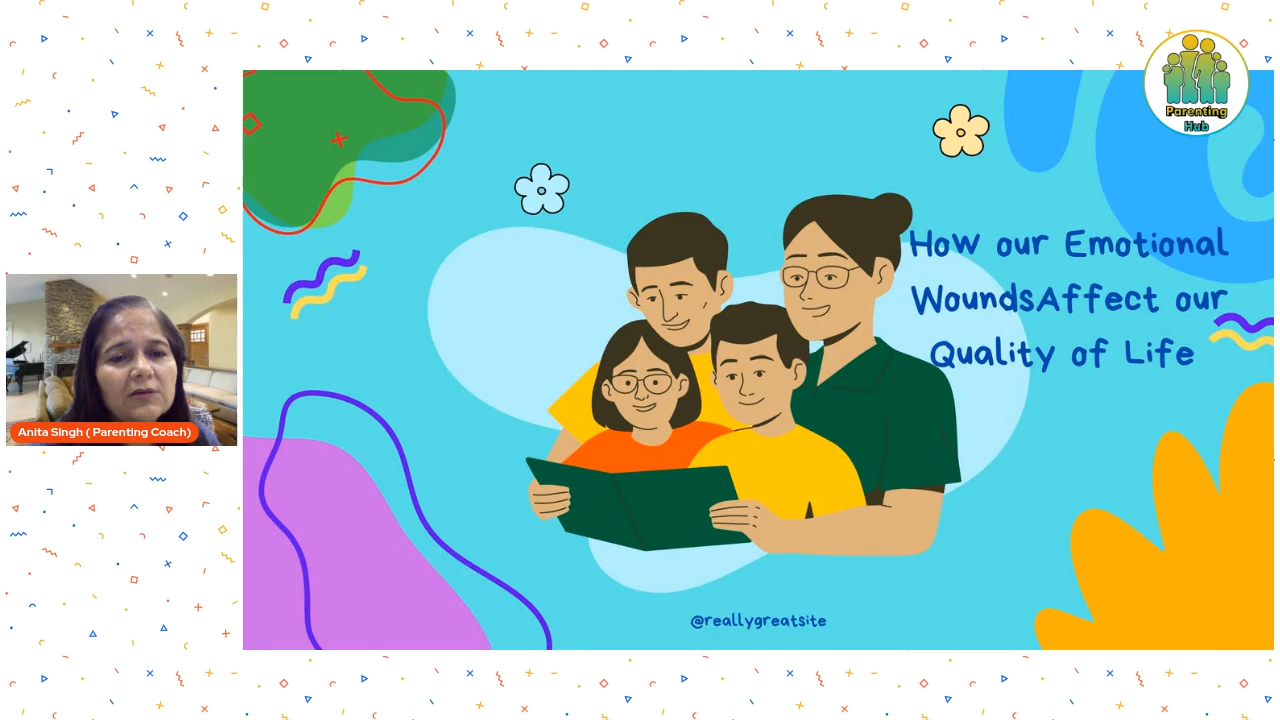 Parenting
Hub
How our Emotional
WoundsAffect our
Quality of Life
Anita Singh ( Parenting Coach)
@reallygreatsite